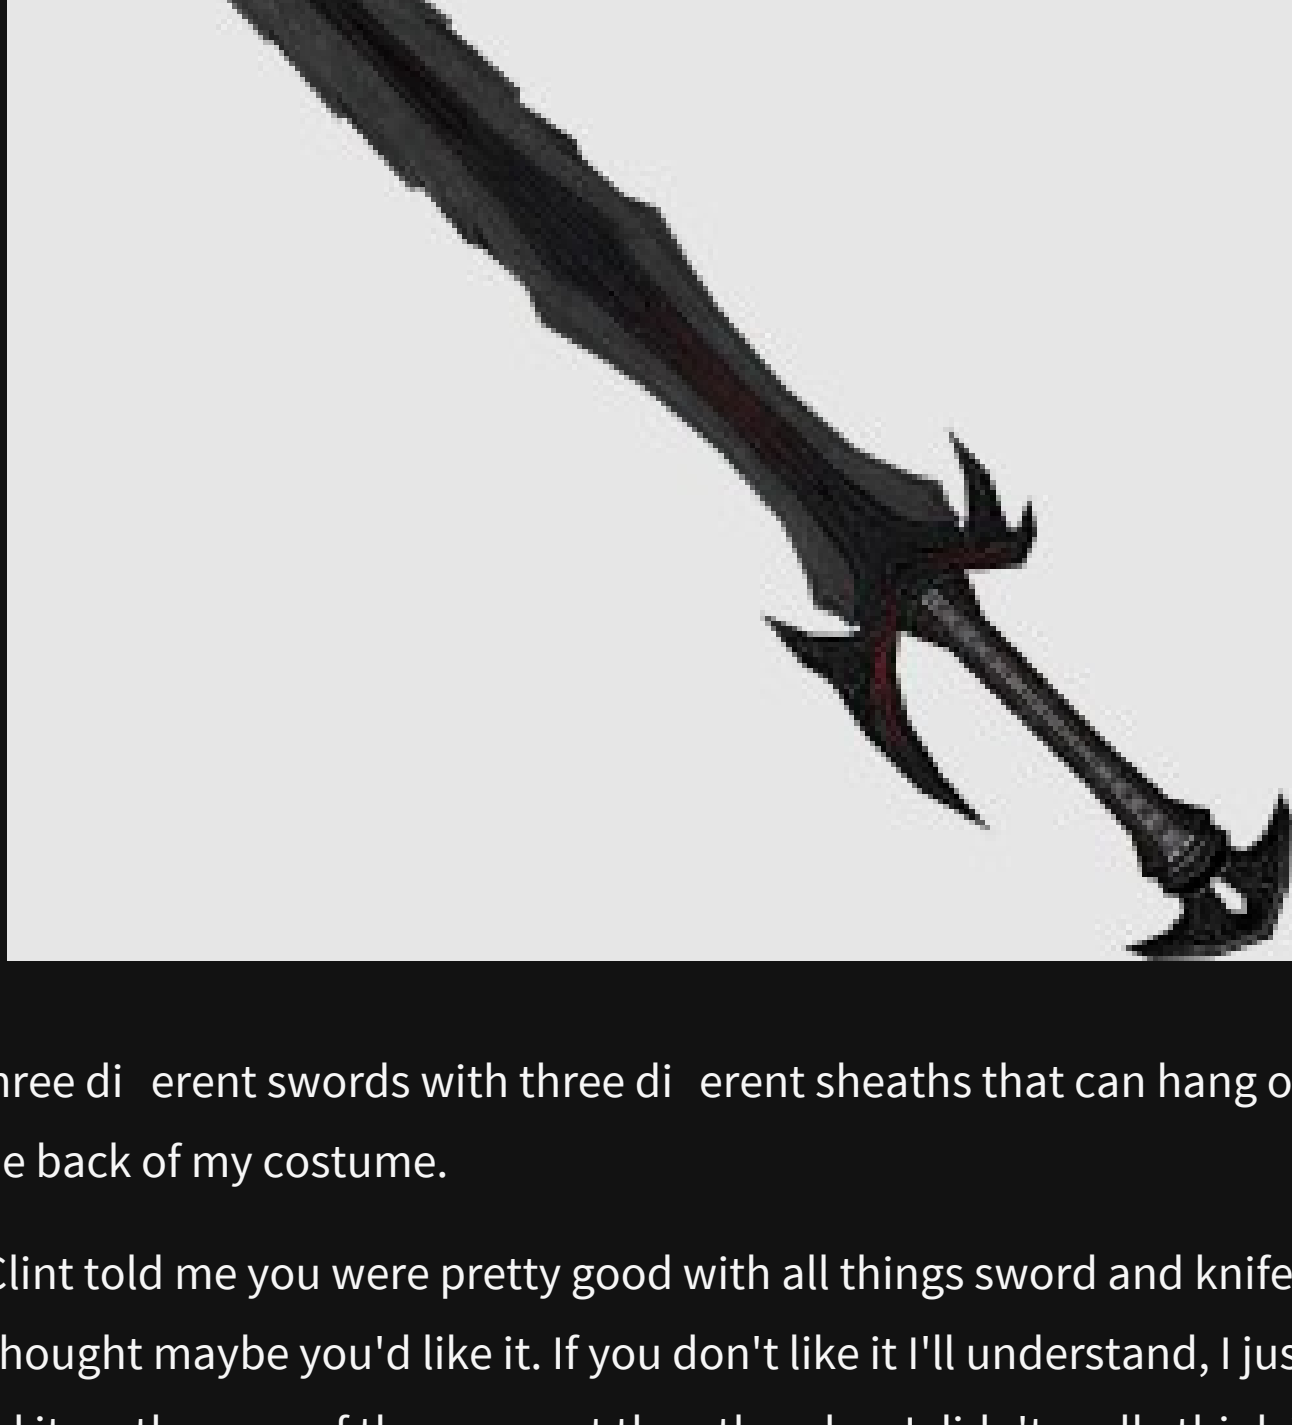 hree di erent swords with three di erent sheaths that can hang o
e back of my costume.
Clint told me you were pretty good with all things sword and knife
hought maybe you'd like it. If you don't like it I'll understand, I jus